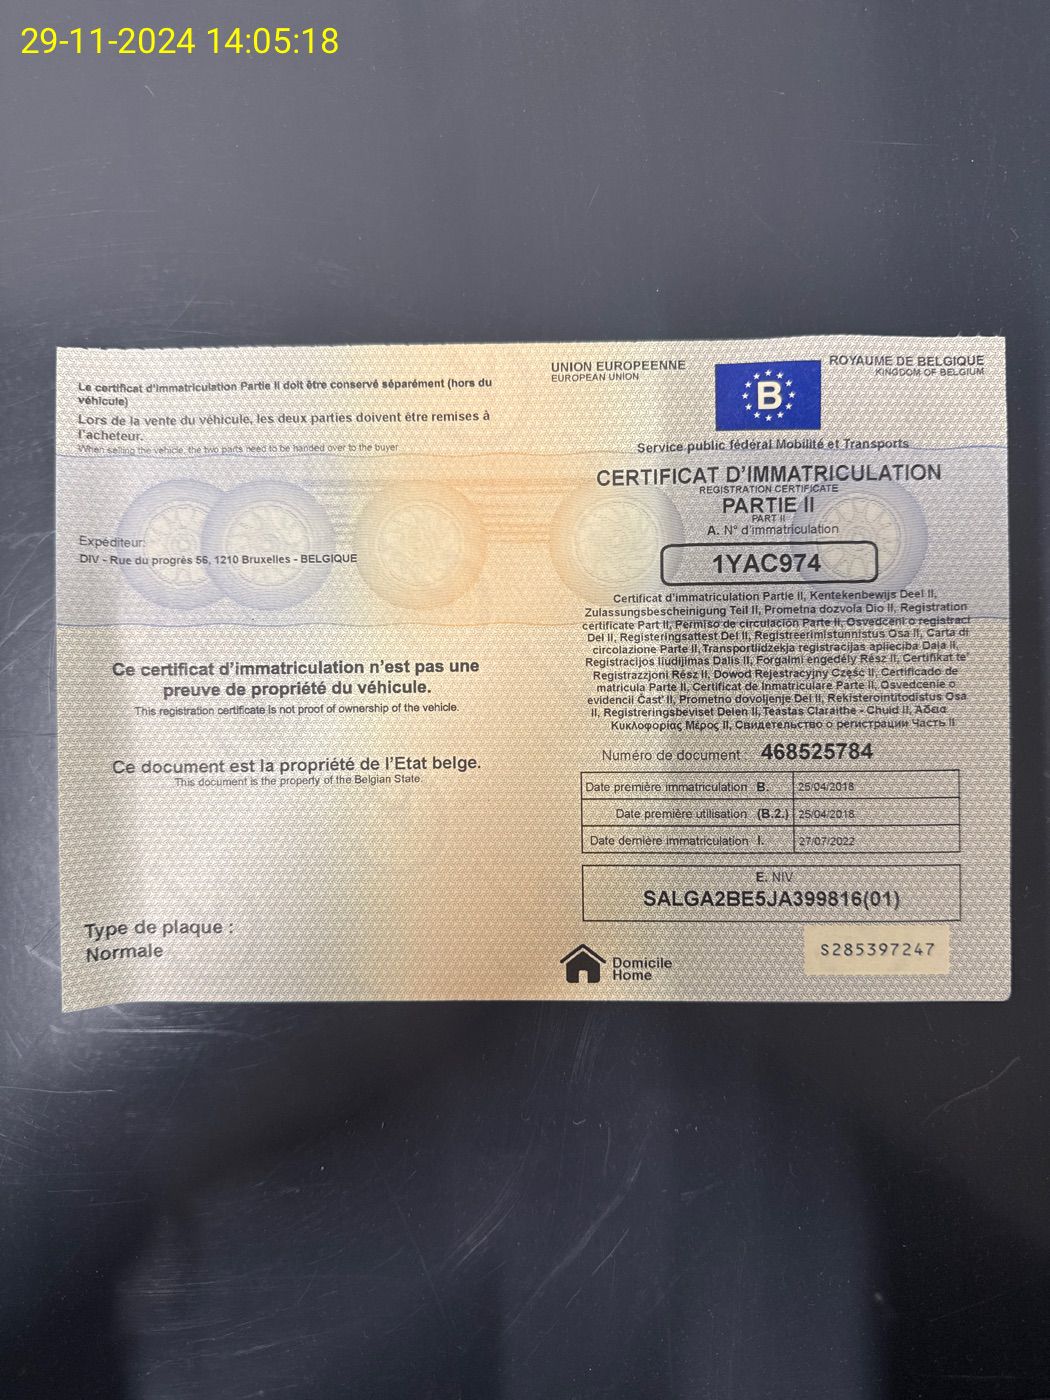 29-11-2024 14:05:18
Le certificat d'immatriculation Partie II doit être conservé séparément (hors du
véhicule)
Lors de la vente du véhicule, les deux parties doivent être remises à
l'acheteur.
When selling the vehicle, the two parts need to be handed over to the buyer
Expéditeur:
DIV - Rue du progrès 56, 1210 Bruxelles - BELGIQUE
Ce certificat d'immatriculation n'est pas une
preuve de propriété du véhicule.
This registration certificate is not proof of ownership of the vehicle.
Ce document est la propriété de l'Etat belge.
This document is the property of the Belgian State.
Type de plaque :
Normale
UNION EUROPEENNE
EUROPEAN UNION
B
ROYAUME DE BELGIQUE
KINGDOM OF BELGIUM
Service public fédéral Mobilité et Transports
CERTIFICAT D'IMMATRICULATION
REGISTRATION CERTIFICATE
PARTIE II
PART II
A. N° d'immatriculation
1YAC974
Certificat d'immatriculation Partie II, Kentekenbewijs Deel II,
Zulassungsbescheinigung Teil II, Prometna dozvola Dio II, Registration
certificate Part II, Permiso de circulación Parte II, Osvedceni o registraci
Del II, Registeringsattest Del II, Registreerimistunnistus Osa II, Carta di
circolazione Parte II, Transportlidzekja registracijas aplieciba Daja II,
Registracijos liudijimas Dalis II, Forgalmi engedély Rész II, Certifikat ta'
Registrazzjoni Rész II, Dowod Rejestracyjny Część II, Certificado de
matricula Parte II, Certificat de Inmatriculare Parte II, Osvedcenie o
evidencii Časť II, Prometno dovoljenje Del II, Rekisterointitodistus Osa
II, Registreringsbeviset Delen II, Teastas Claraithe - Chuid II, Άδεια
Κυκλοφορίας Μέρος II, Свидетельство о регистрации Часть II
Numéro de document : 468525784
Date première immatriculation B. 25/04/2018
Date première utilisation (B.2.) 25/04/2018
Date dernière immatriculation I. 27/07/2022
E. NIV
SALGA2BE5JA399816(01)
Domicile
Home
S285397247